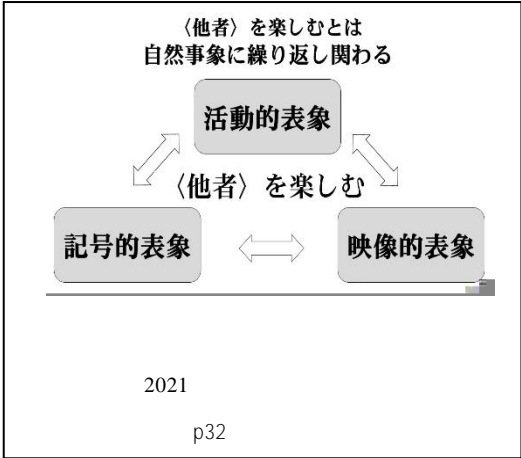 〈他者〉を楽しむとは
自然事象に繰り返し関わる
活動的表象
〈他者〉を楽しむ
記号的表象
映像的表象
2021
p32